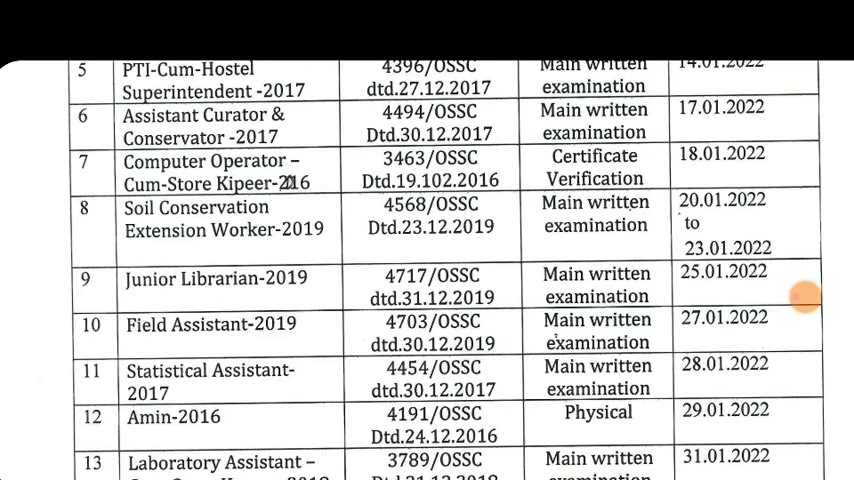 5 PTI-Cum-Hostel Superintendent -2017 4396/OSSC dtd.27.12.2017 Main written examination 14.01.2022
6 Assistant Curator & Conservator -2017 4494/OSSC Dtd.30.12.2017 Main written examination 17.01.2022
7 Computer Operator – Cum-Store Kipeer-2016 3463/OSSC Dtd.19.102.2016 Certificate Verification 18.01.2022
8 Soil Conservation Extension Worker-2019 4568/OSSC Dtd.23.12.2019 Main written examination 20.01.2022 to 23.01.2022
9 Junior Librarian-2019 4717/OSSC dtd.31.12.2019 Main written examination 25.01.2022
10 Field Assistant-2019 4703/OSSC dtd.30.12.2019 Main written examination 27.01.2022
11 Statistical Assistant-2017 4454/OSSC dtd.30.12.2017 Main written examination 28.01.2022
12 Amin-2016 4191/OSSC Dtd.24.12.2016 Physical 29.01.2022
13 Laboratory Assistant – 3789/OSSC Main written 31.01.2022